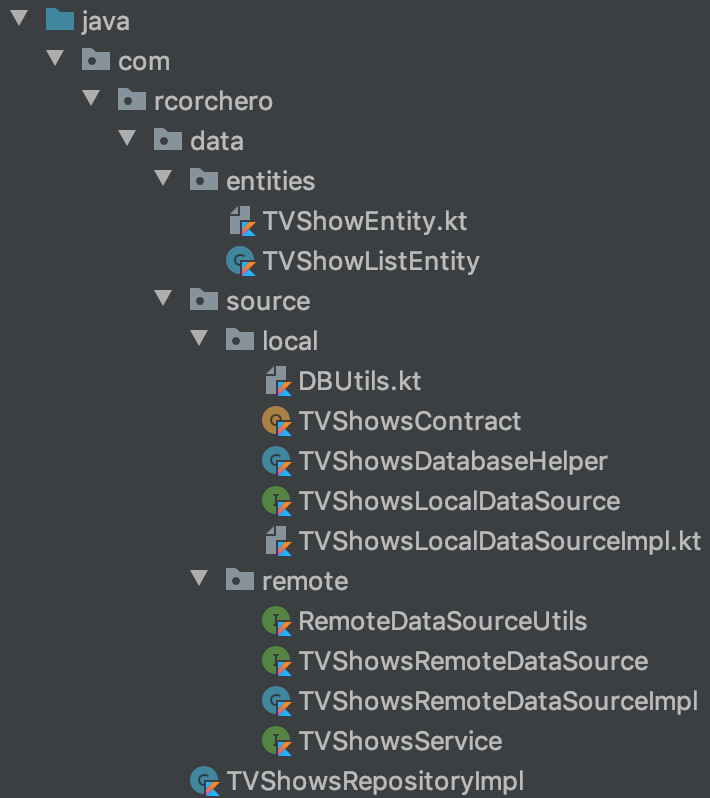 java
com
rcorchero
data
entities
TVShowEntity.kt
TVShowListEntity
source
local
DBUtils.kt
TVShowsContract
TVShowsDatabaseHelper
TVShowsLocalDataSource
TVShowsLocalDataSourceImpl.kt
remote
RemoteDataSourceUtils
TVShowsRemoteDataSource
TVShowsRemoteDataSourceImpl
TVShowsService
TVShowsRepositoryImpl